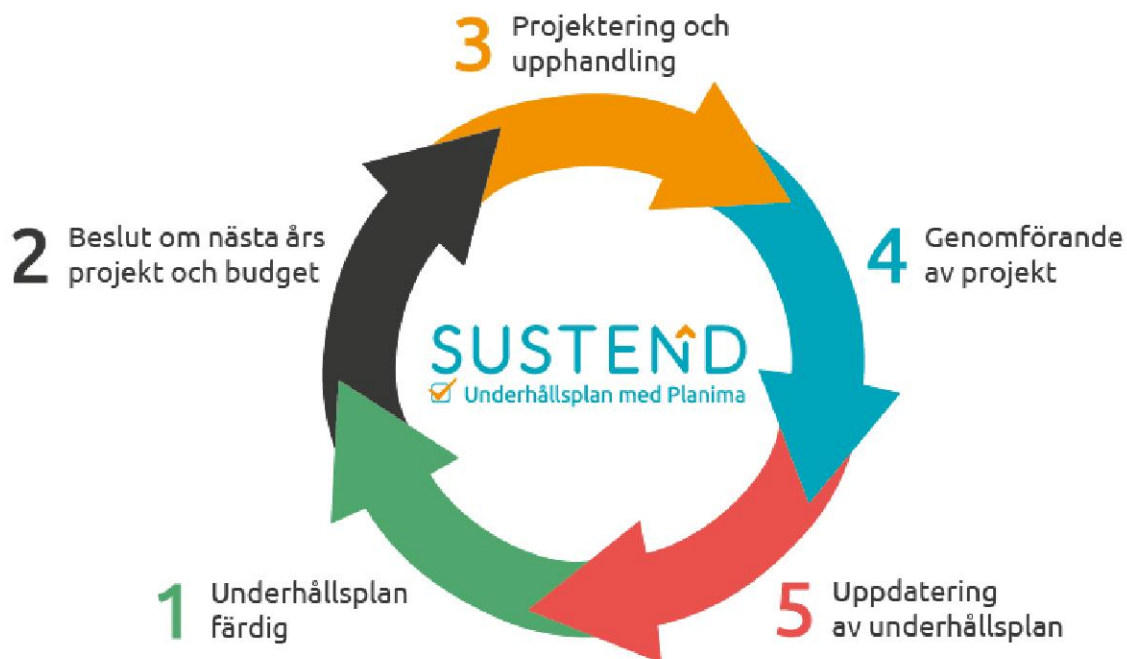 3 Projektering och
upphandling
2 Beslut om nästa års
projekt och budget
4 Genomförande
av projekt
SUSTEND
Underhållsplan med Planima
1 Underhållsplan
färdig
5 Uppdatering
av underhållsplan